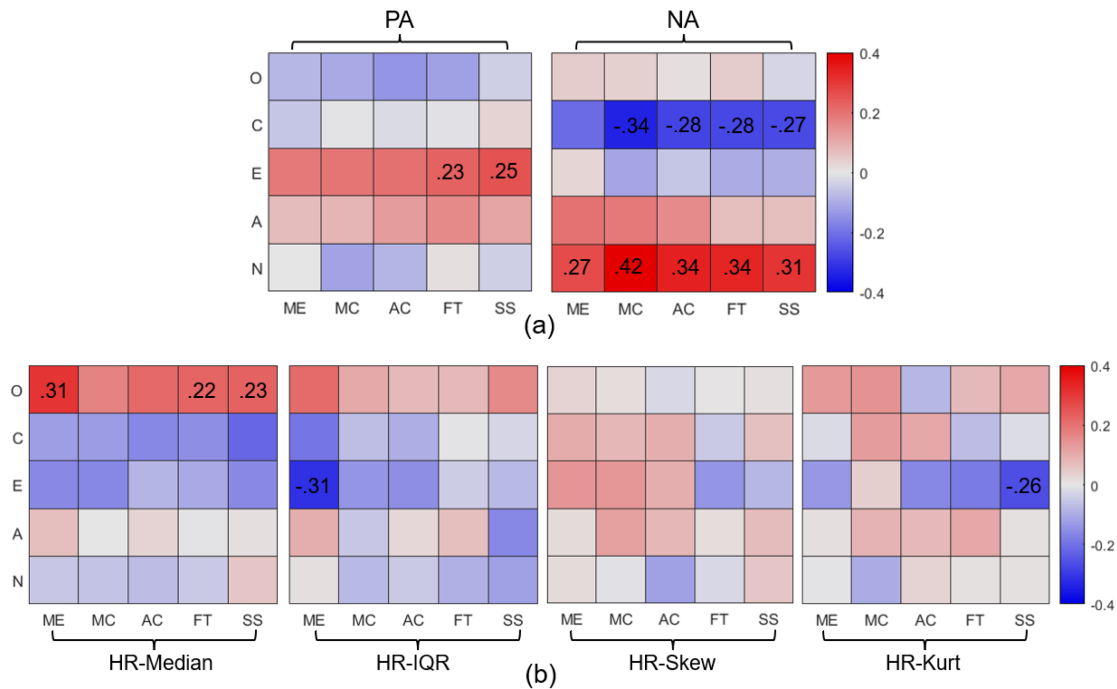 PA NA
O
C -.34 -.28 -.28 -.27
E .23 .25
A
N .27 .42 .34 .34 .31
0.4
0.2
0
-0.2
-0.4
ME MC AC FT SS ME MC AC FT SS
(a)
O .31 .22 .23
C
E -.31 -.26
A
N
0.4
0.2
0
-0.2
-0.4
ME MC AC FT SS ME MC AC FT SS ME MC AC FT SS ME MC AC FT SS
HR-Median HR-IQR HR-Skew HR-Kurt
(b)